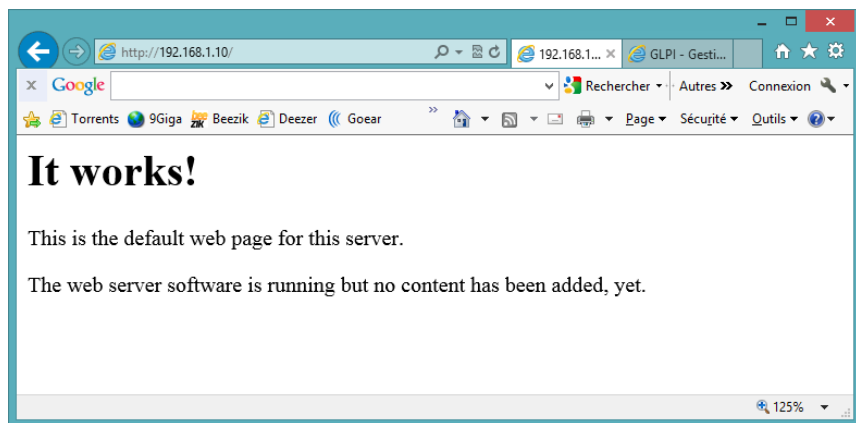 http://192.168.1.10/
192.168.1... ×
GLPI - Gesti...
x Google Rechercher Autres » Connexion
Torrents 9Giga Beezik Deezer Goear » Page Sécurité Outils
It works!
This is the default web page for this server.
The web server software is running but no content has been added, yet.
125%